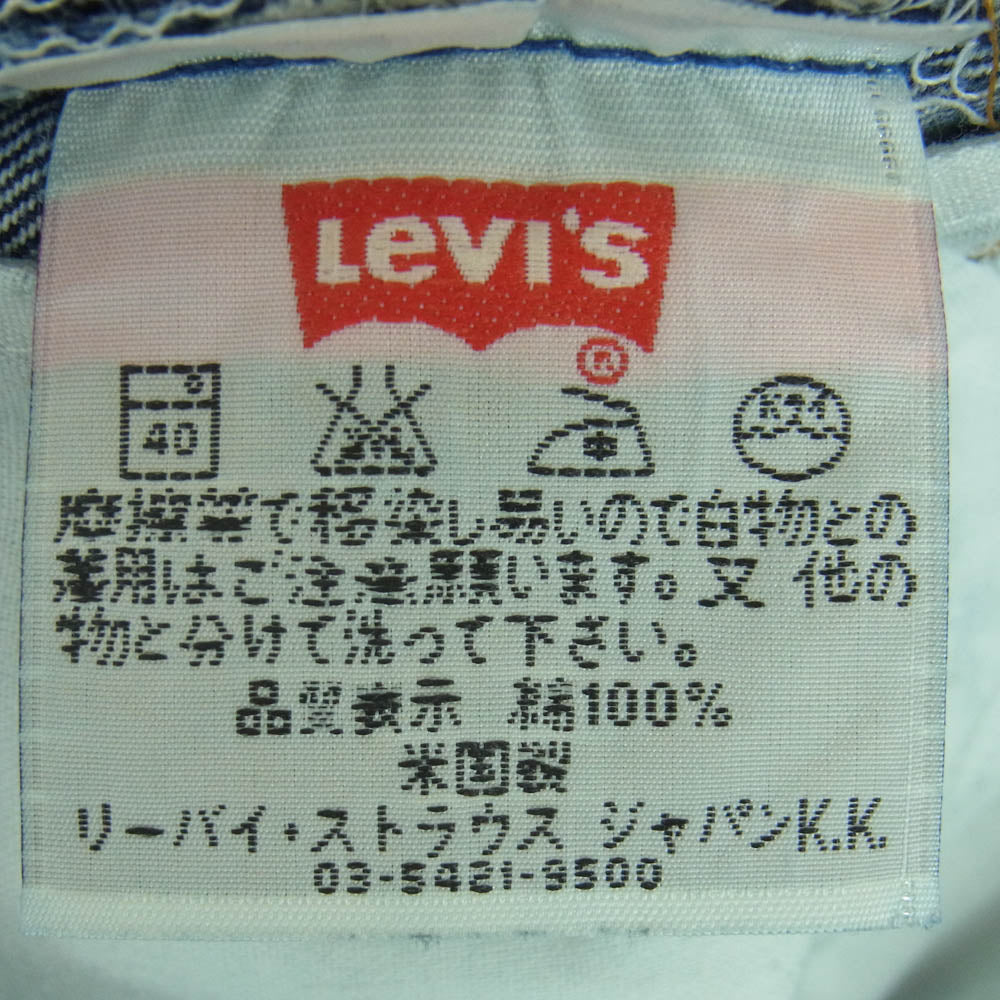 LEVI'S
®
40
ドライ
摩擦等で移染し易いので白物との
着用はご注意願います。又 他の
物と分けて洗って下さい。
品質表示 綿100%
米国製
リーバイ・ストラウス ジャパンK.K.
03-5421-9500